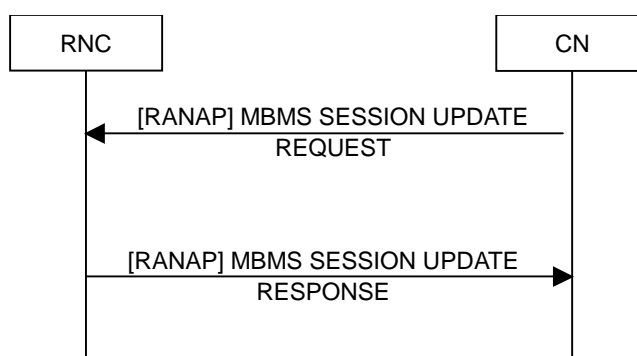 RNC
CN
[RANAP] MBMS SESSION UPDATE
REQUEST
[RANAP] MBMS SESSION UPDATE
RESPONSE